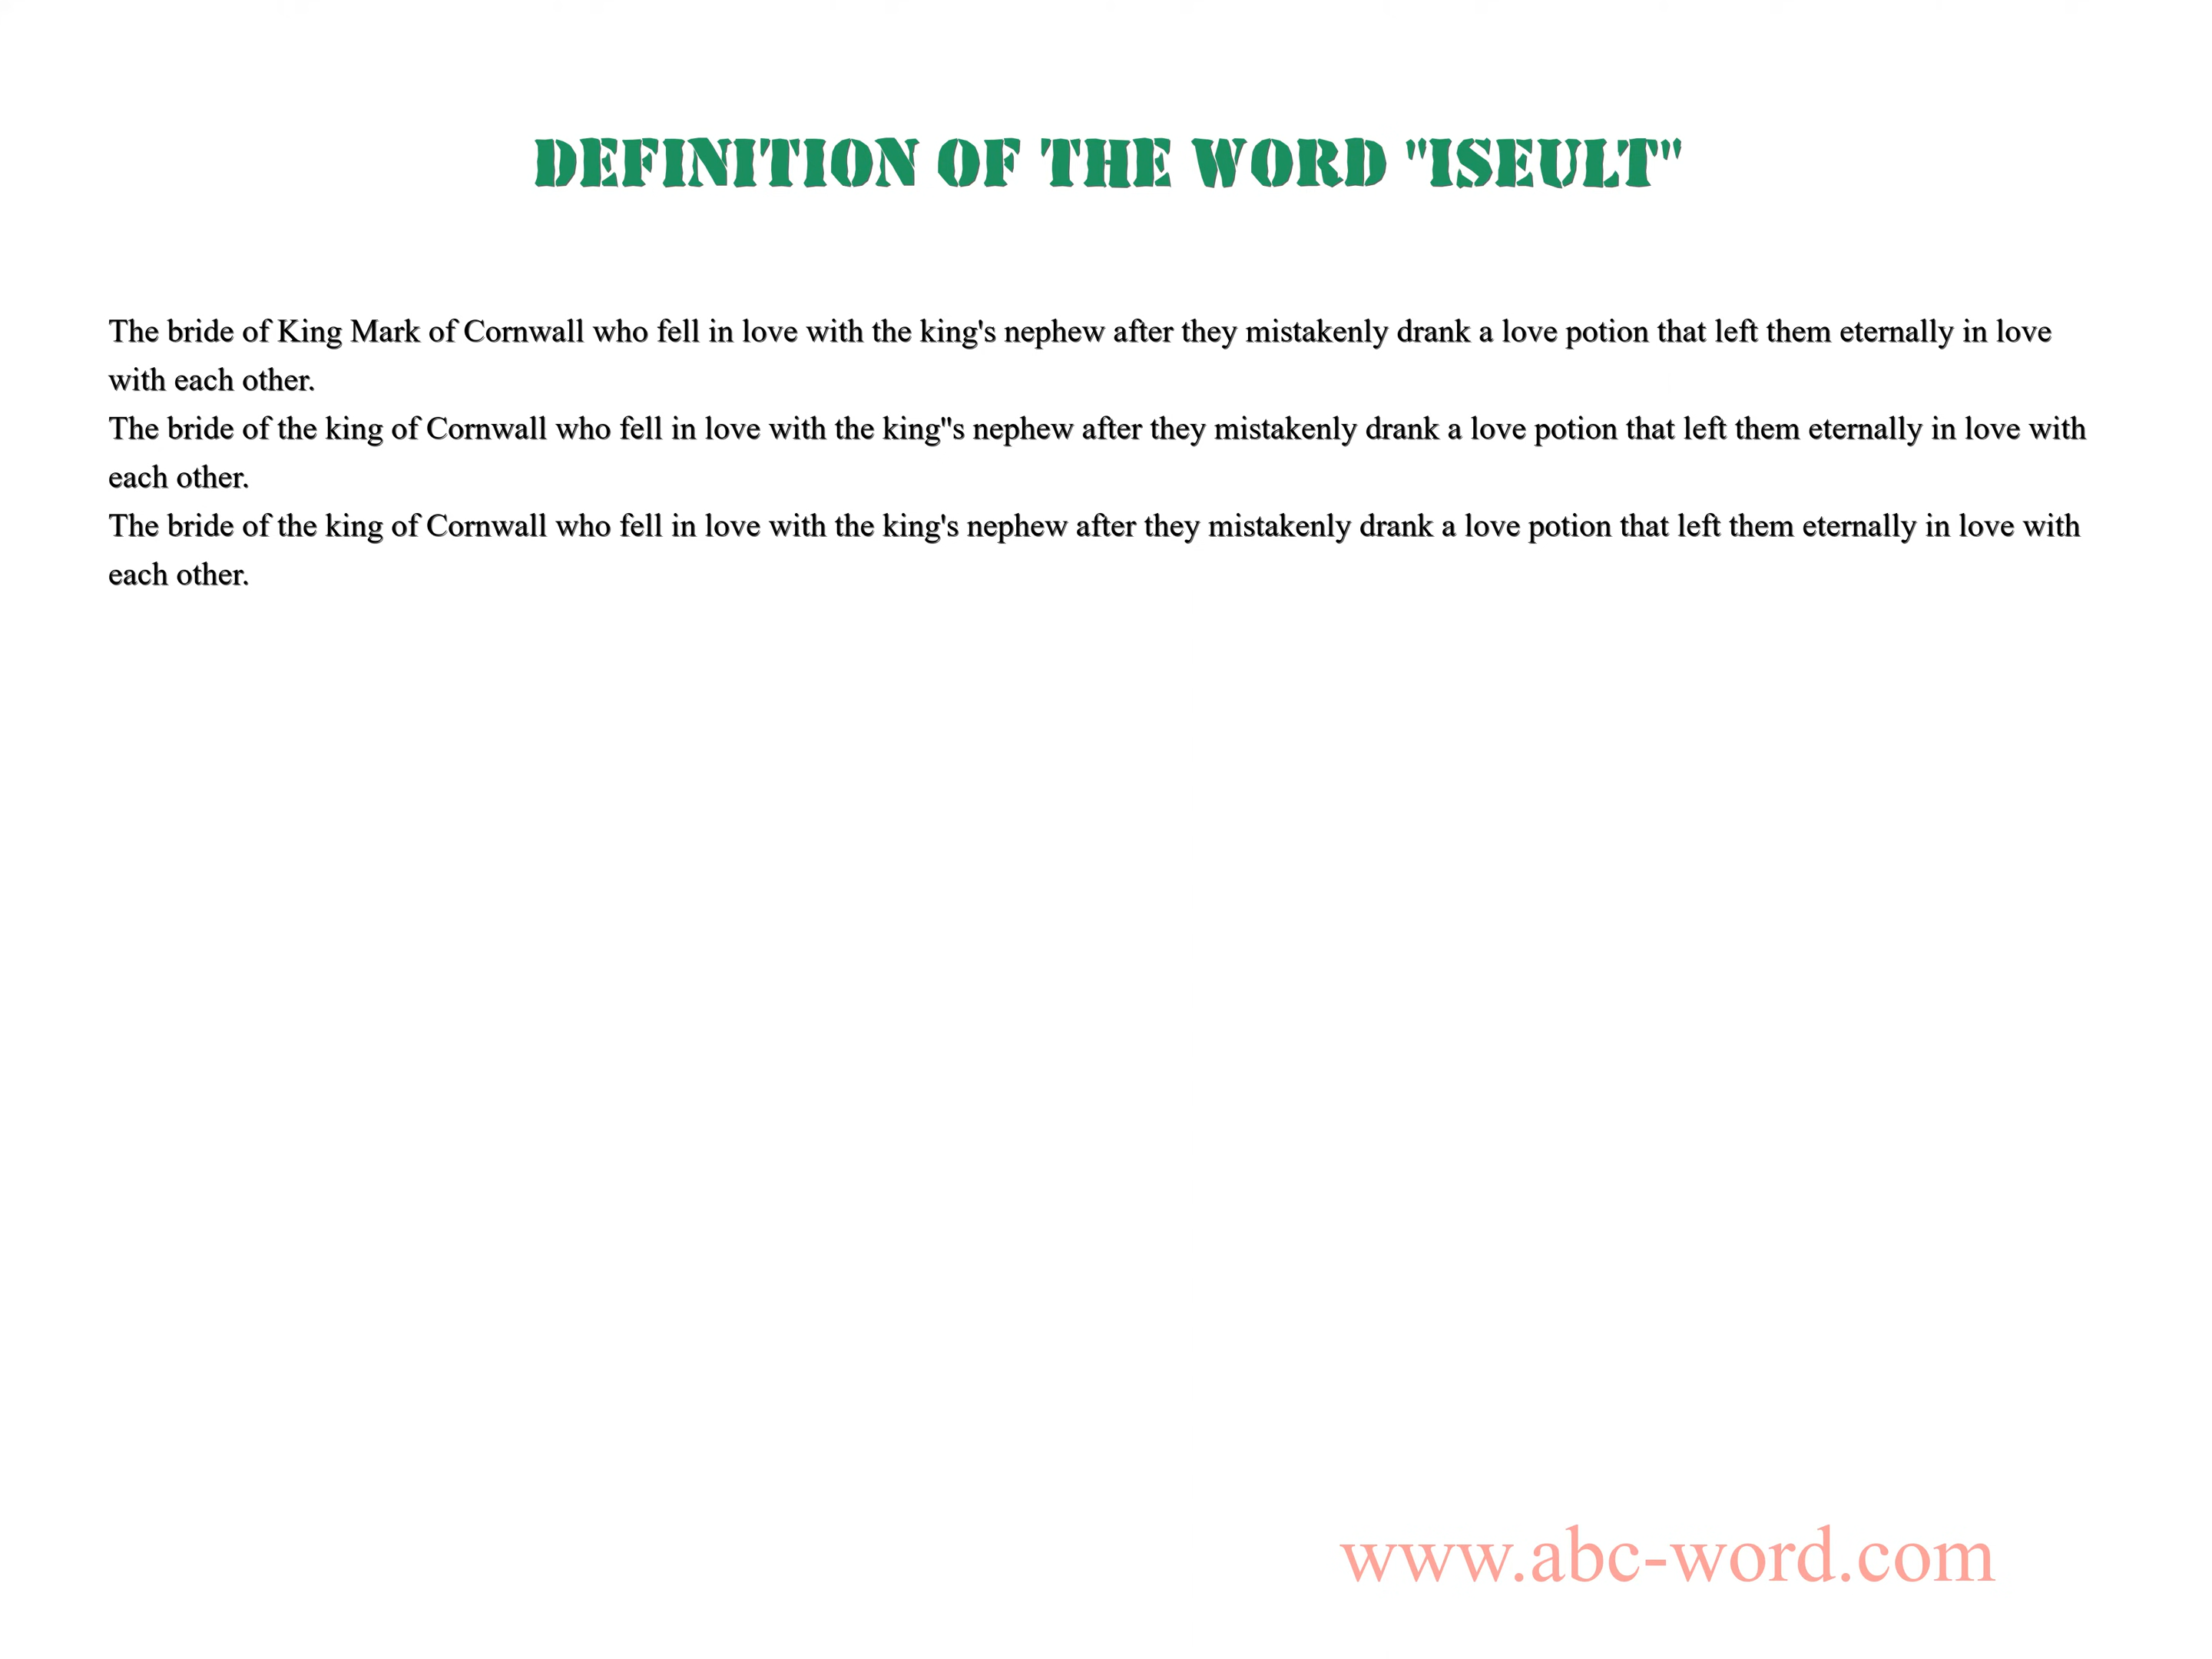 DEFINITION OF THE WORD "ISEULT"
The bride of King Mark of Cornwall who fell in love with the king's nephew after they mistakenly drank a love potion that left them eternally in love
with each other.
The bride of the king of Cornwall who fell in love with the king"s nephew after they mistakenly drank a love potion that left them eternally in love with
each other.
The bride of the king of Cornwall who fell in love with the king's nephew after they mistakenly drank a love potion that left them eternally in love with
each other.
www.abc-word.com